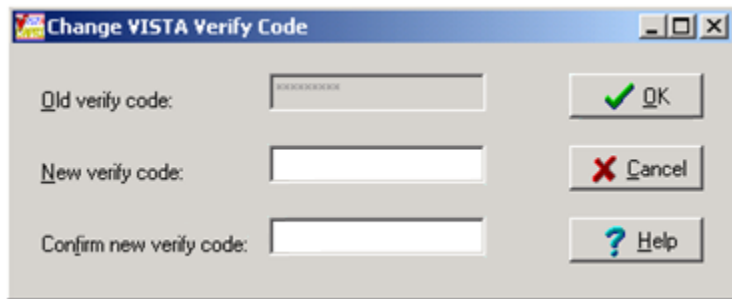 Change VISTA Verify Code
Old verify code: ********* OK
New verify code: Cancel
Confirm new verify code: Help